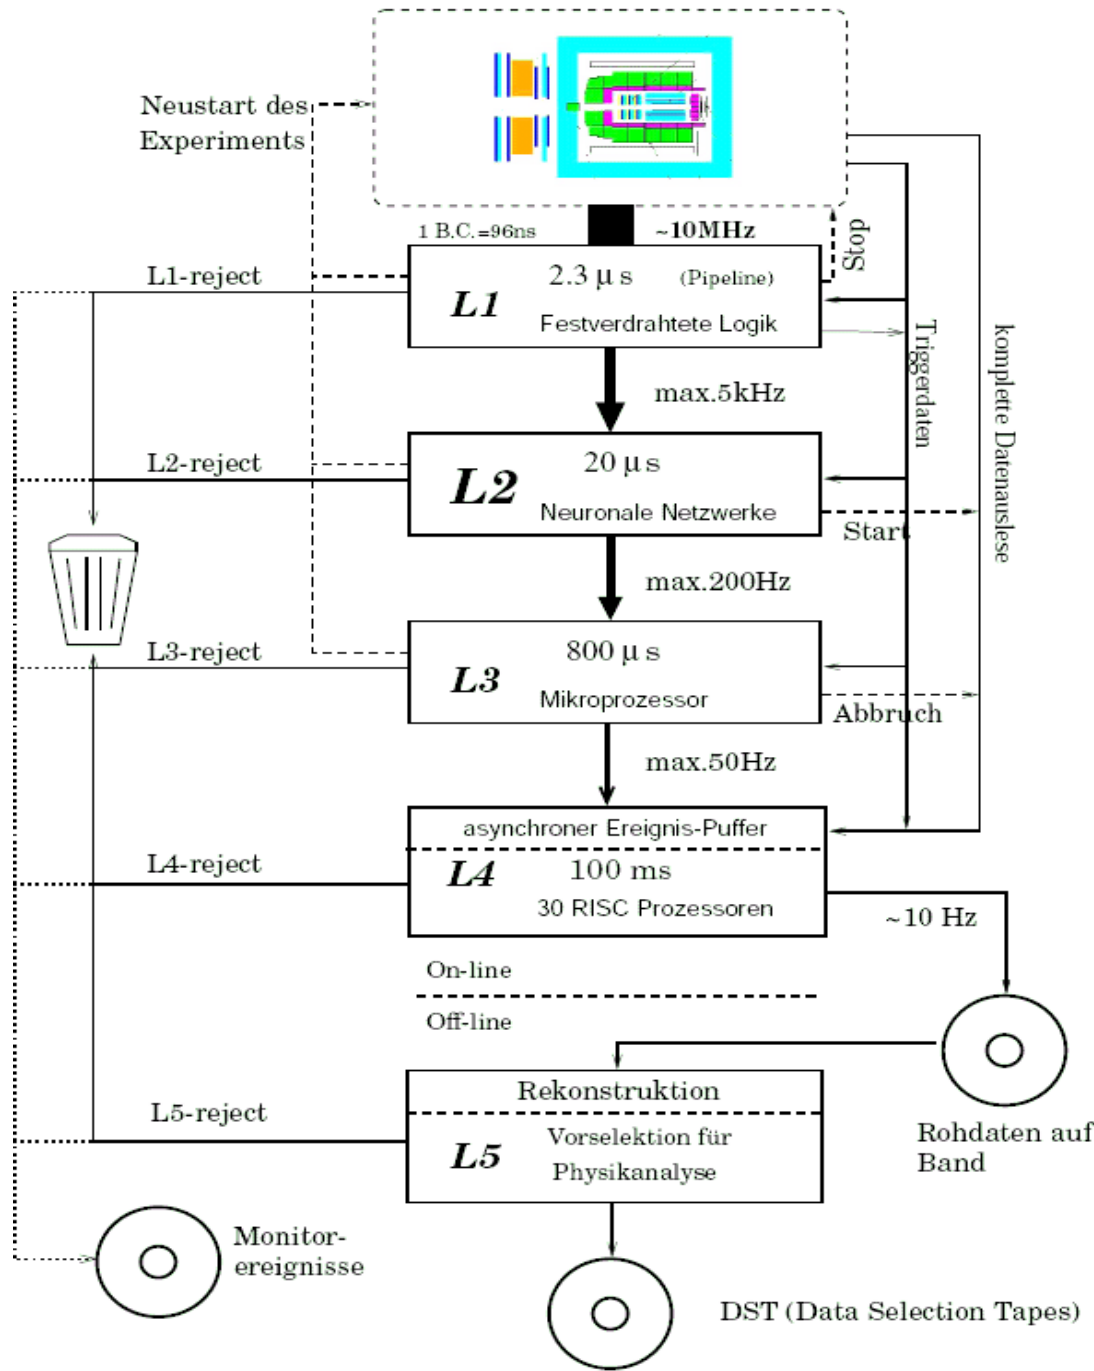 Neustart des
Experiments
1 B.C.=96ns
~10MHz
Stop
L1-reject
2.3 µs (Pipeline)
L1
Festverdrahtete Logik
Triggerdaten
komplette Datenauslese
max.5kHz
L2-reject
20 µs
L2
Neuronale Netzwerke
Start
max.200Hz
L3-reject
800 µs
L3
Mikroprozessor
Abbruch
max.50Hz
asynchroner Ereignis-Puffer
L4-reject
L4
100 ms
30 RISC Prozessoren
~10 Hz
On-line
Off-line
Rekonstruktion
L5-reject
L5
Vorselektion für
Physikanalyse
Rohdaten auf
Band
Monitor-
ereignisse
DST (Data Selection Tapes)